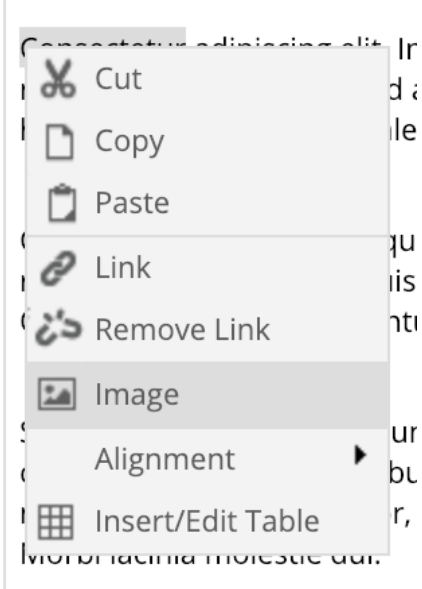 Consectetur adipiscing elit. In
Cut
Copy
Paste
Link
Remove Link
Image
Alignment
Insert/Edit Table
Morbi lacinia molestie dui.